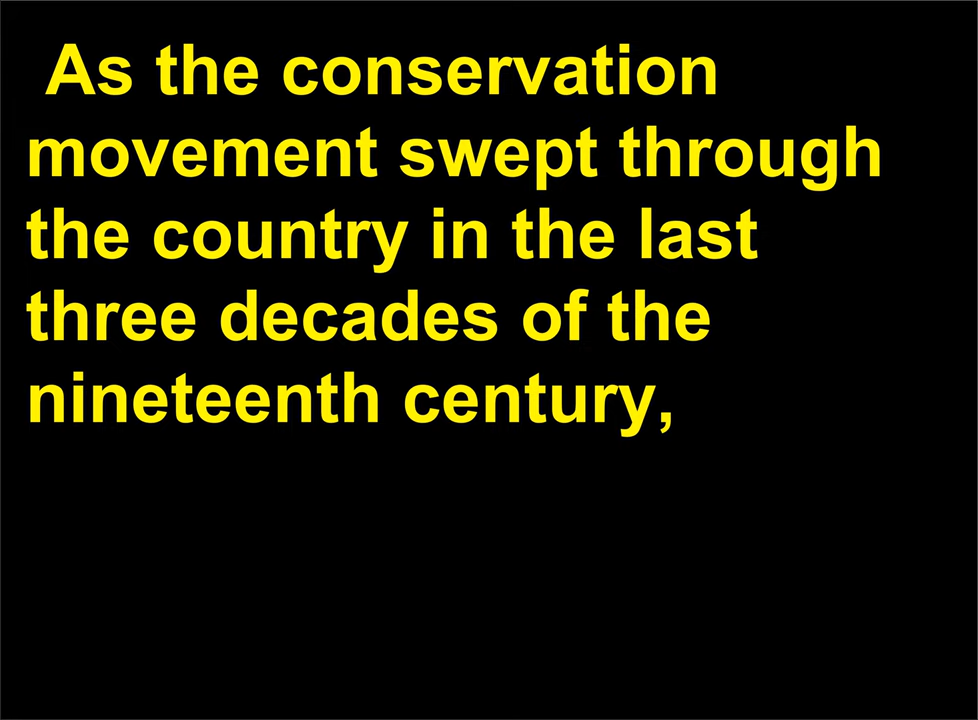 As the conservation
movement swept through
the country in the last
three decades of the
nineteenth century,